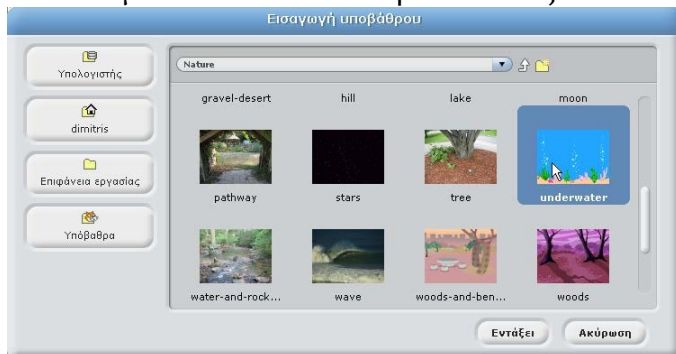 Εισαγωγή υποβάθρου
Υπολογιστής
dimitris
Επιφάνεια εργασίας
Υπόβαθρα
Nature
gravel-desert hill lake moon
pathway stars tree underwater
water-and-rock... wave woods-and-ben... woods
Εντάξει Ακύρωση